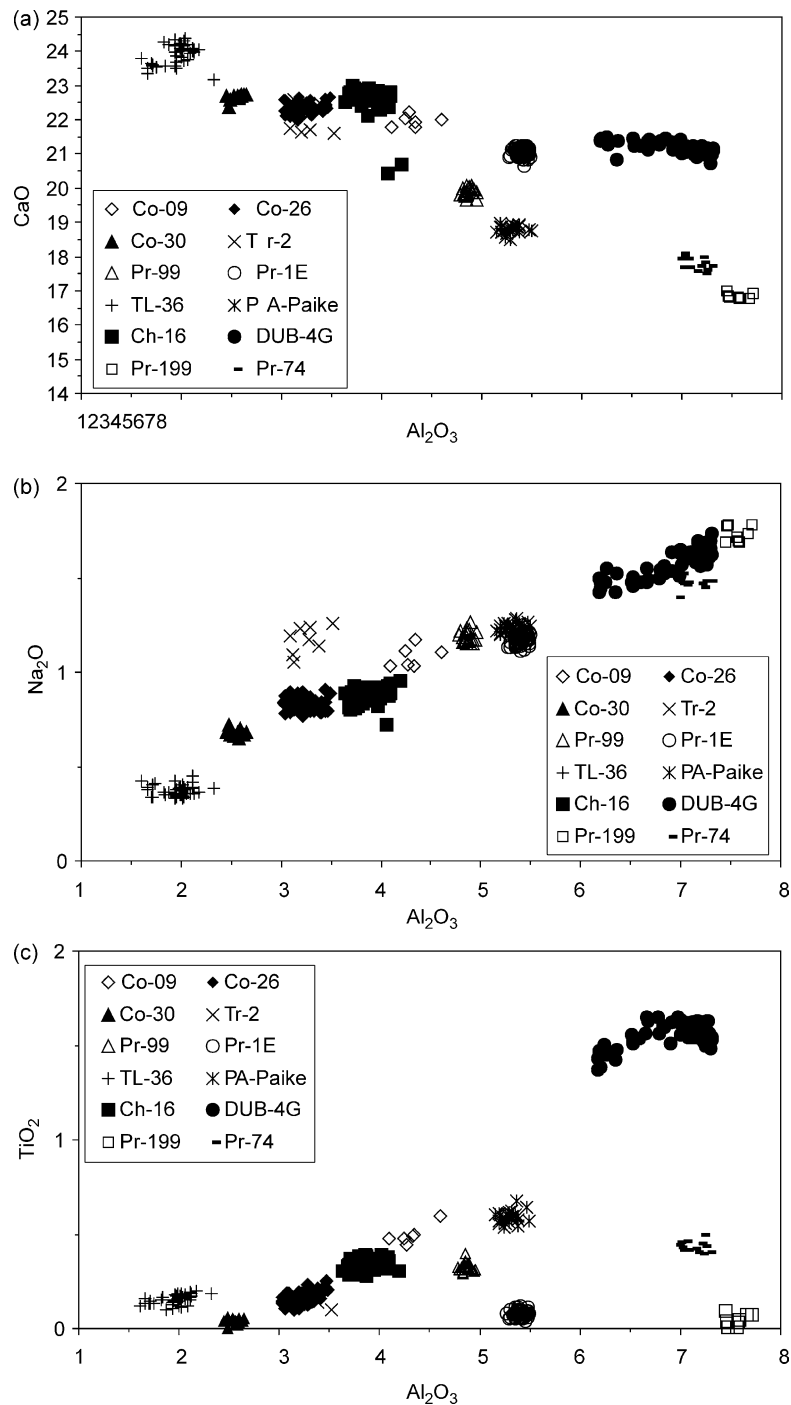 (a)
25
24
23
22
21
20
19
18
17
16
15
14
CaO
Co-09 Co-26
Co-30 T r-2
Pr-99 Pr-1E
TL-36 P A-Paike
Ch-16 DUB-4G
Pr-199 Pr-74
12345678
Al2O3
(b)
2
1
0
Na2O
Co-09 Co-26
Co-30 Tr-2
Pr-99 Pr-1E
TL-36 PA-Paike
Ch-16 DUB-4G
Pr-199 Pr-74
1 2 3 4 5 6 7 8
Al2O3
(c)
2
1
0
TiO2
Co-09 Co-26
Co-30 Tr-2
Pr-99 Pr-1E
TL-36 PA-Paike
Ch-16 DUB-4G
Pr-199 Pr-74
1 2 3 4 5 6 7 8
Al2O3